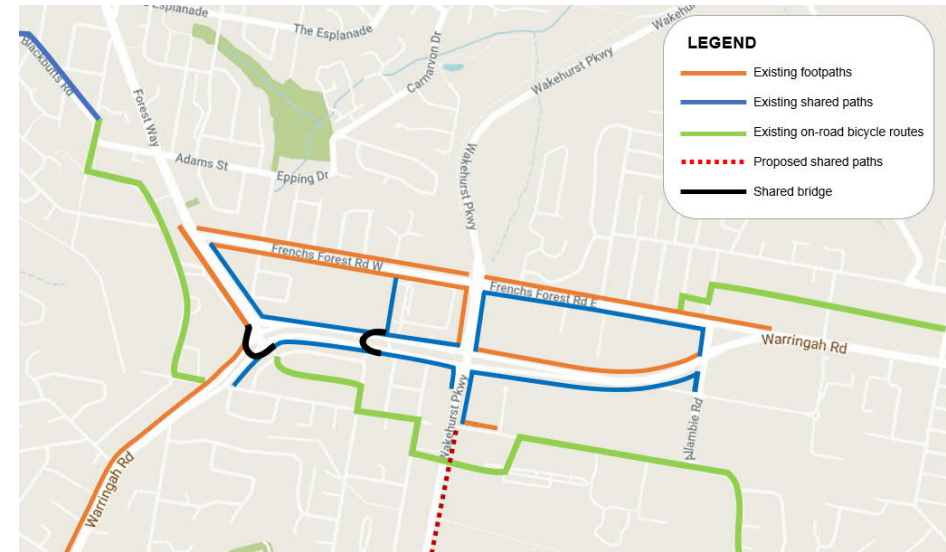 Esplanade
The Esplanade
Wakehurst
Wakehurst Pkwy
Carnarvon Dr
Blackbutts Rd
Forest Way
Adams St
Epping Dr
Wakehurst Pkwy
Frenchs Forest Rd W
Frenchs Forest Rd E
Warringah Rd
Wakehurst Pkwy
Allambie Rd
Warringah Rd
LEGEND
Existing footpaths
Existing shared paths
Existing on-road bicycle routes
Proposed shared paths
Shared bridge